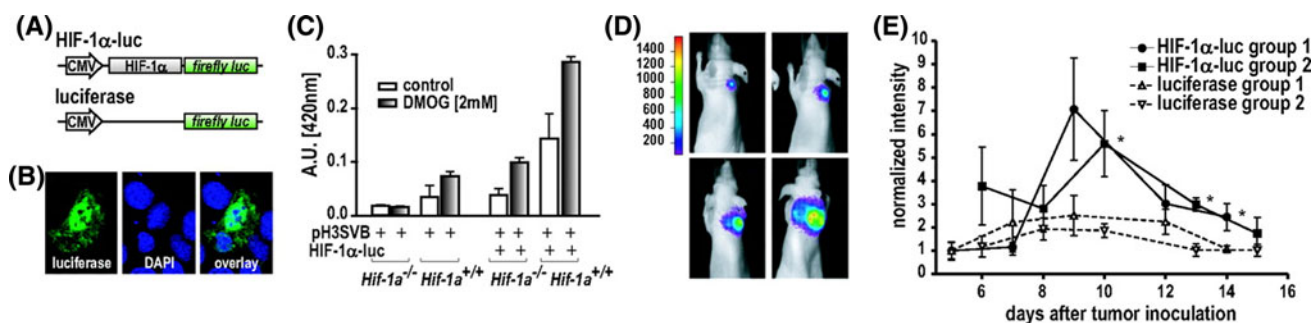 (A)
HIF-1α-luc
CMV HIF-1α firefly luc
luciferase
CMV firefly luc
(B)
luciferase DAPI overlay
(C)
A.U. [420nm]
0.3
0.2
0.1
0.0
control
DMOG [2mM]
pH3SVB + + + + + + + +
HIF-1α-luc + + + +
Hif-1a-/- Hif-1a+/+ Hif-1a-/- Hif-1a+/+
(D)
1400
1200
1000
800
600
400
200
(E)
normalized intensity
10
9
8
7
6
5
4
3
2
1
0
6 8 10 12 14 16
days after tumor inoculation
HIF-1α-luc group 1
HIF-1α-luc group 2
luciferase group 1
luciferase group 2
* * *